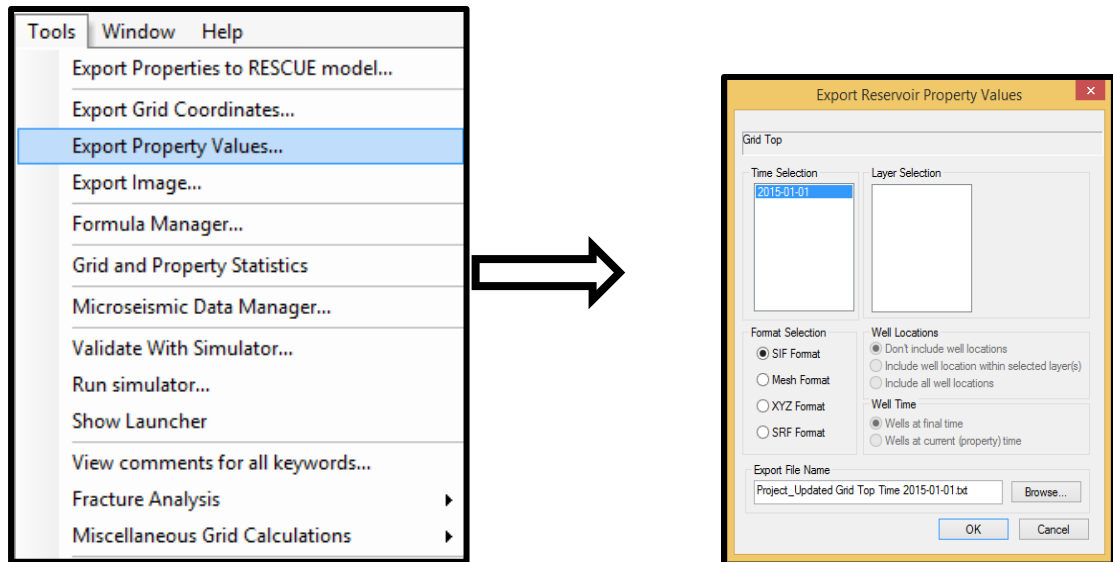 Tools Window Help
Export Properties to RESCUE model...
Export Grid Coordinates...
Export Property Values...
Export Image...
Formula Manager...
Grid and Property Statistics
Microseismic Data Manager...
Validate With Simulator...
Run simulator...
Show Launcher
View comments for all keywords...
Fracture Analysis
Miscellaneous Grid Calculations
Export Reservoir Property Values
Grid Top
Time Selection
2015-01-01
Layer Selection
Format Selection
SIF Format
Mesh Format
XYZ Format
SRF Format
Well Locations
Don't include well locations
Include well location within selected layer(s)
Include all well locations
Well Time
Wells at final time
Wells at current (property) time
Export File Name
Project_Updated Grid Top Time 2015-01-01.txt
Browse...
OK Cancel